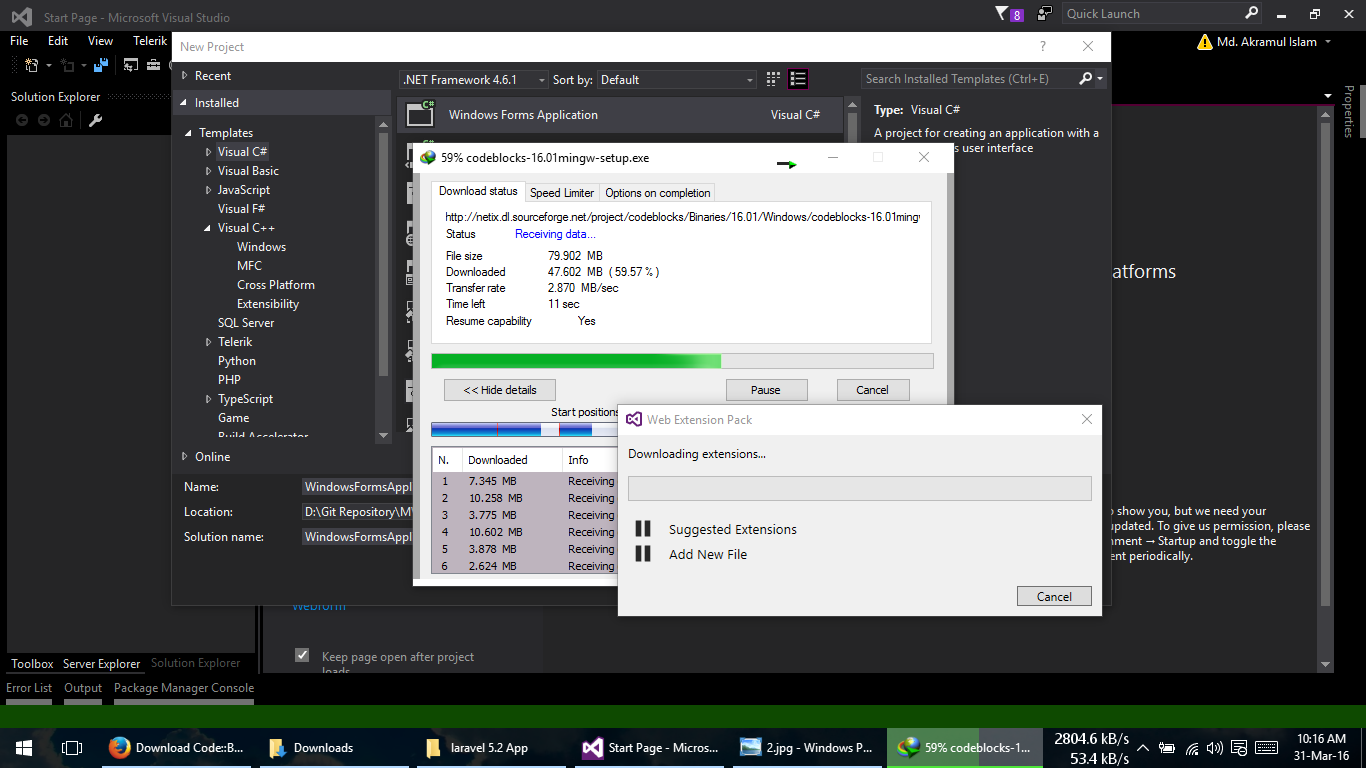 Start Page - Microsoft Visual Studio
8
Quick Launch
File Edit View Telerik
Md. Akramul Islam
New Project
?
Recent
.NET Framework 4.6.1
Sort by: Default
Search Installed Templates (Ctrl+E)
Solution Explorer
Installed
Windows Forms Application
Visual C#
Type: Visual C#
A project for creating an application with a
user interface
Properties
Templates
Visual C#
Visual Basic
JavaScript
Visual F#
Visual C++
Windows
MFC
Cross Platform
Extensibility
SQL Server
Telerik
Python
PHP
TypeScript
Game
Build Accelerator
Online
Name: WindowsFormsAppl
Location: D:\Git Repository\M
Solution name: WindowsFormsAppl
59% codeblocks-16.01mingw-setup.exe
Download status
Speed Limiter
Options on completion
http://netix.dl.sourceforge.net/project/codeblocks/Binaries/16.01/Windows/codeblocks-16.01mingw
Status Receiving data...
File size 79.902 MB
Downloaded 47.602 MB ( 59.57 % )
Transfer rate 2.870 MB/sec
Time left 11 sec
Resume capability Yes
<< Hide details
Pause
Cancel
Start positions
N. Downloaded Info
1 7.345 MB Receiving
2 10.258 MB Receiving
3 3.775 MB Receiving
4 10.602 MB Receiving
5 3.878 MB Receiving
6 2.624 MB Receiving
Web Extension Pack
Downloading extensions...
Suggested Extensions
Add New File
Cancel
atforms
show you, but we need your
updated. To give us permission, please
nment → Startup and toggle the
ent periodically.
Webform
Keep page open after project
loads
Toolbox Server Explorer Solution Explorer
Error List Output Package Manager Console
Download Code::B...
Downloads
laravel 5.2 App
Start Page - Micros...
2.jpg - Windows P...
59% codeblocks-1...
2804.6 kB/s
53.4 kB/s
10:16 AM
31-Mar-16